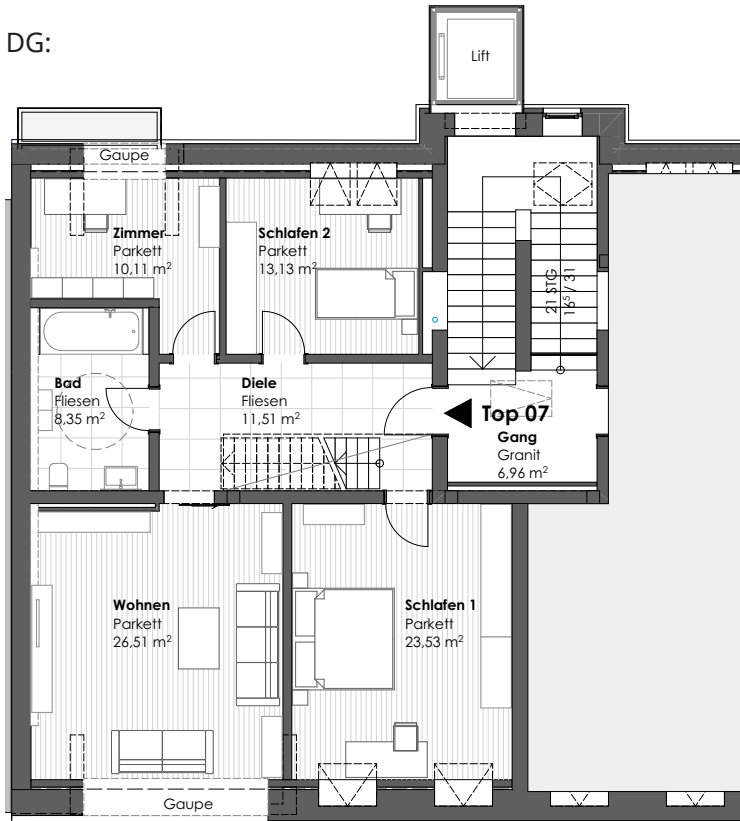 DG:
Lift
Gaupe
Zimmer
Parkett
10,11 m²
Schlafen 2
Parkett
13,13 m²
21 STG
16⁵ / 31
Bad
Fliesen
8,35 m²
Diele
Fliesen
11,51 m²
Top 07
Gang
Granit
6,96 m²
Wohnen
Parkett
26,51 m²
Schlafen 1
Parkett
23,53 m²
Gaupe